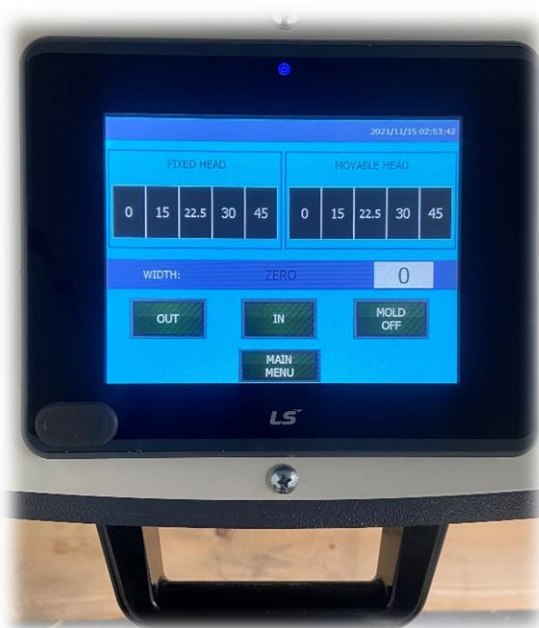 2021/11/15 02:53:42
FIXED HEAD
MOVABLE HEAD
0 15 22.5 30 45
0 15 22.5 30 45
WIDTH: ZERO 0
OUT
IN
MOLD
OFF
MAIN
MENU
LS